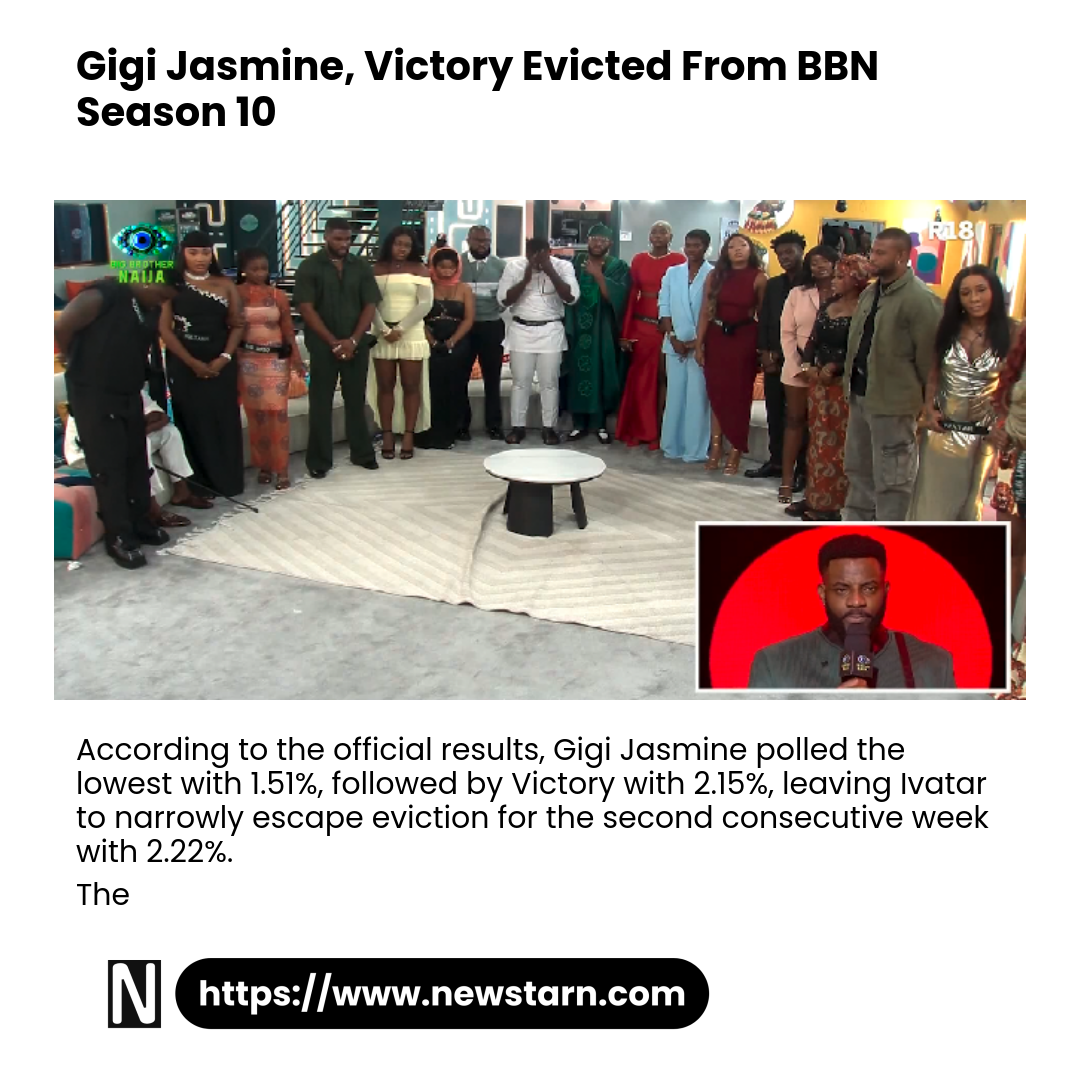 Gigi Jasmine, Victory Evicted From BBN
Season 10
BIG BROTHER
NAIJA
R18
According to the official results, Gigi Jasmine polled the
lowest with 1.51%, followed by Victory with 2.15%, leaving Ivatar
to narrowly escape eviction for the second consecutive week
with 2.22%.
The
N
https://www.newstarn.com